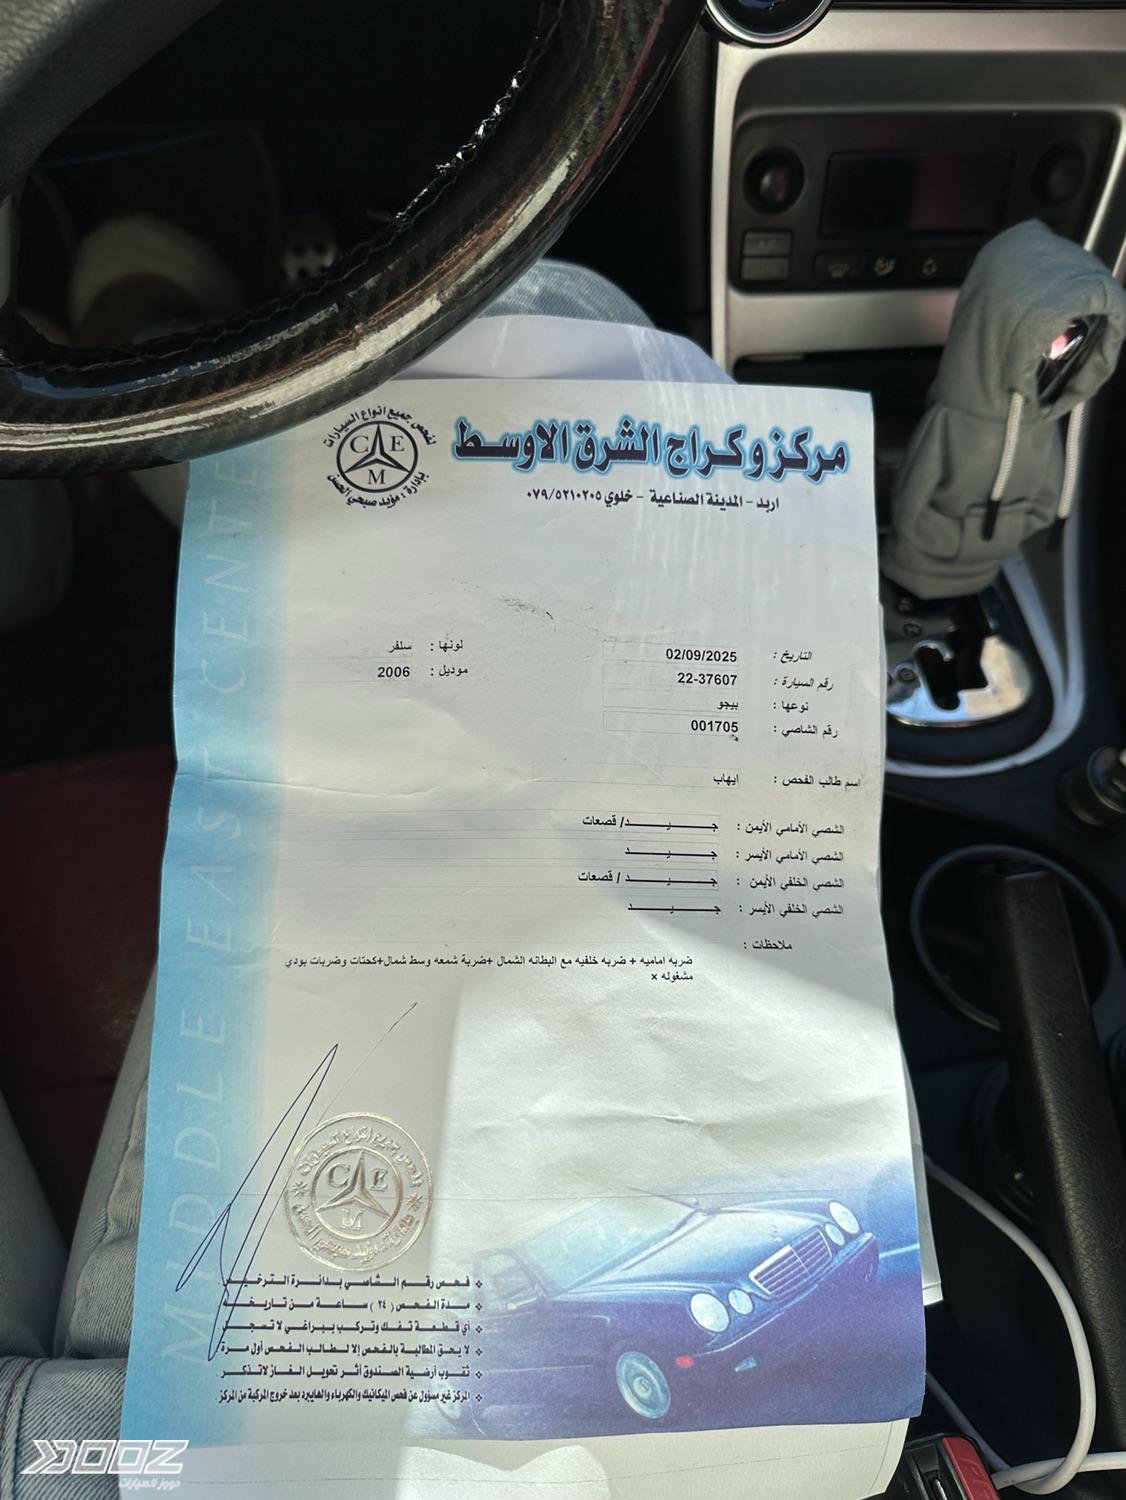 مركز وكراج الشرق الاوسط
اربد - المدينة الصناعية - خلوي ٠٧٩/٥٢١٠٢٠٥
لفحص جميع انواع السيارات
C E M
بإدارة: مؤيد صبحي العسل
التاريخ : 02/09/2025
لونها : سلفر
رقم السيارة : 22-37607
موديل : 2006
نوعها : بيجو
رقم الشاصي : 001705
اسم طالب الفحص : ايهاب
الشصي الأمامي الأيمن : جيد/ قصعات
الشصي الأمامي الأيسر : جيد
الشصي الخلفي الأيمن : جيد / قصعات
الشصي الخلفي الأيسر : جيد
ملاحظات :
ضربه اماميه + ضربه خلفيه مع البطانه الشمال +ضربة شمعه وسط شمال+كحتات وضربات بودي
مشغوله ×
MIDDLE EAST CENTE
C E M
فحص رقم الشاصي بدائرة الترخيص
مدة الفحص ( ٢٤ ) ساعة من تاريخه
أي قطعة تفك وتركب ببراغي لا تسجل
لا يحق المطالبة بالفحص إلا لطالب الفحص أول مرة
ثقوب أرضية الصندوق أثر تحويل الغاز لا تذكر
المركز غير مسؤول عن فحص الميكانيك والكهرباء والهايبرد بعد خروج المركبة من المركز
DOOZ
دووز للسيارات